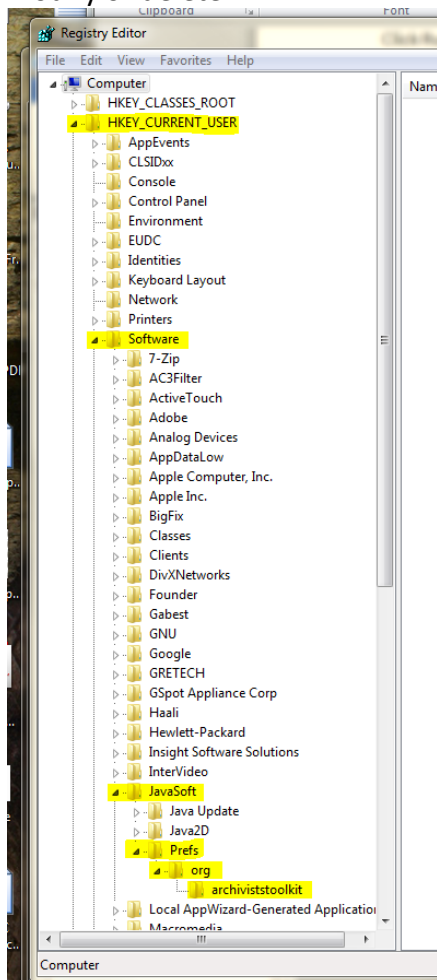 Clipboard
Font
Registry Editor
File Edit View Favorites Help
Computer
Nam
HKEY_CLASSES_ROOT
HKEY_CURRENT_USER
AppEvents
CLSIDxx
Console
Control Panel
Environment
EUDC
Identities
Keyboard Layout
Network
Printers
Software
7-Zip
AC3Filter
ActiveTouch
Adobe
Analog Devices
AppDataLow
Apple Computer, Inc.
Apple Inc.
BigFix
Classes
Clients
DivXNetworks
Founder
Gabest
GNU
Google
GRETECH
GSpot Appliance Corp
Haali
Hewlett-Packard
Insight Software Solutions
InterVideo
JavaSoft
Java Update
Java2D
Prefs
org
archiviststoolkit
Local AppWizard-Generated Application
Macromedia
Computer